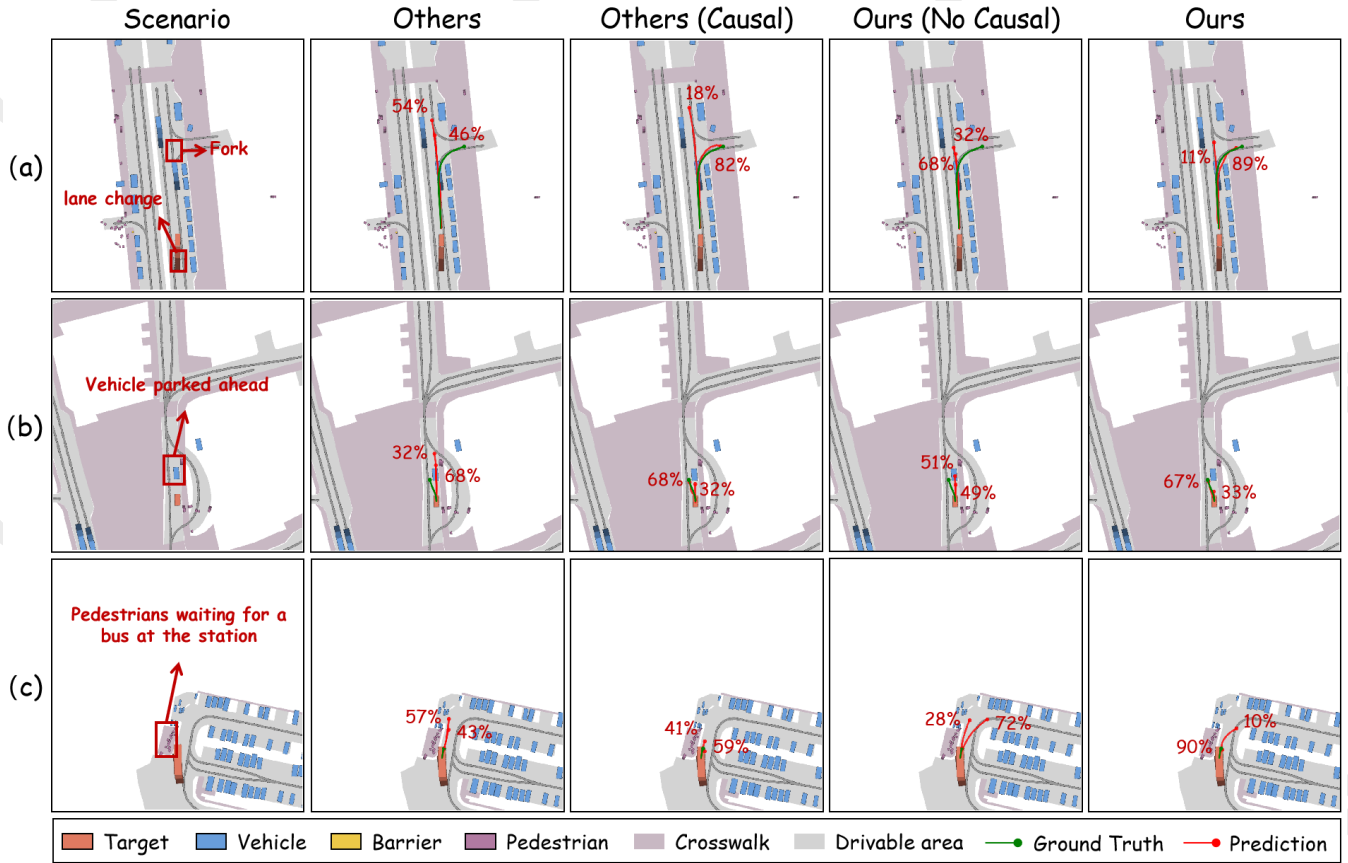 Scenario
Others
Others (Causal)
Ours (No Causal)
Ours
(a)
Fork
lane change
54%
46%
18%
82%
32%
68%
11%
89%
(b)
Vehicle parked ahead
32%
68%
68%
32%
51%
49%
67%
33%
(c)
Pedestrians waiting for a
bus at the station
57%
43%
41%
59%
28%
72%
10%
90%
Target
Vehicle
Barrier
Pedestrian
Crosswalk
Drivable area
Ground Truth
Prediction